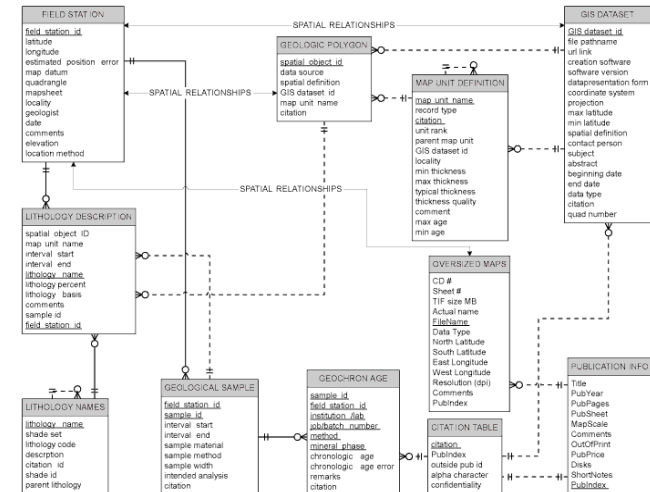 FIELD STATION
field station id
latitude
longitude
estimated position error
map datum
quadrangle
mapsheet
locality
geologist
date
comments
elevation
location method
SPATIAL RELATIONSHIPS
GEOLOGIC POLYGON
spatial object id
data source
spatial definition
GIS dataset id
map unit name
citation
SPATIAL RELATIONSHIPS
MAP UNIT DEFINITION
map unit name
record type
citation
unit rank
parent map unit
GIS dataset id
locality
min thickness
max thickness
typical thickness
thickness quality
comment
max age
min age
GIS DATASET
GIS dataset id
file pathname
url link
creation software
software version
datapresentation form
coordinate system
projection
max latitude
min latitude
spatial definition
contact person
subject
abstract
beginning date
end date
data type
citation
quad number
SPATIAL RELATIONSHIPS
LITHOLOGY DESCRIPTION
spatial object ID
map unit name
interval start
interval end
lithology name
lithology percent
lithology basis
comments
sample id
field station id
OVERSIZED MAPS
CD #
Sheet #
TIF size MB
Actual name
FileName
Data Type
North Latitude
South Latitude
East Longitude
West Longitude
Resolution (dpi)
Comments
PubIndex
LITHOLOGY NAMES
lithology name
shade set
lithology code
descrption
citation id
shade id
parent lithology
GEOLOGICAL SAMPLE
field station id
sample id
interval start
interval end
sample material
sample method
sample width
intended analysis
citation
GEOCHRON AGE
sample id
field station id
institution /lab
job/batch number
method
mineral phase
chronologic age
chronologic age error
remarks
citation
CITATION TABLE
citation
PubIndex
outside pub id
alpha character
confidentiality
PUBLICATION INFO
Title
PubYear
PubPages
PubSheet
MapScale
Comments
OutOfPrint
PubPrice
Disks
ShortNotes
PubIndex